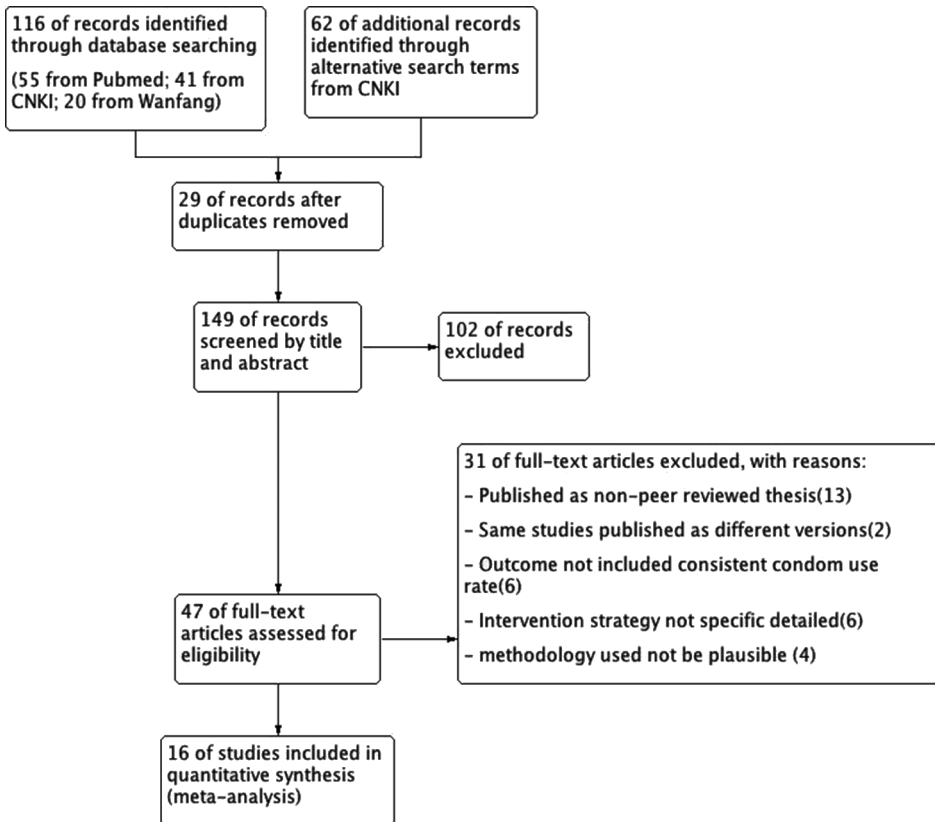 116 of records identified
through database searching
(55 from Pubmed; 41 from
CNKI; 20 from Wanfang)
62 of additional records
identified through
alternative search terms
from CNKI
29 of records after
duplicates removed
149 of records
screened by title
and abstract
102 of records
excluded
31 of full-text articles excluded, with reasons:
– Published as non-peer reviewed thesis(13)
– Same studies published as different versions(2)
– Outcome not included consistent condom use
rate(6)
– Intervention strategy not specific detailed(6)
– methodology used not be plausible (4)
47 of full-text
articles assessed for
eligibility
16 of studies included in
quantitative synthesis
(meta-analysis)